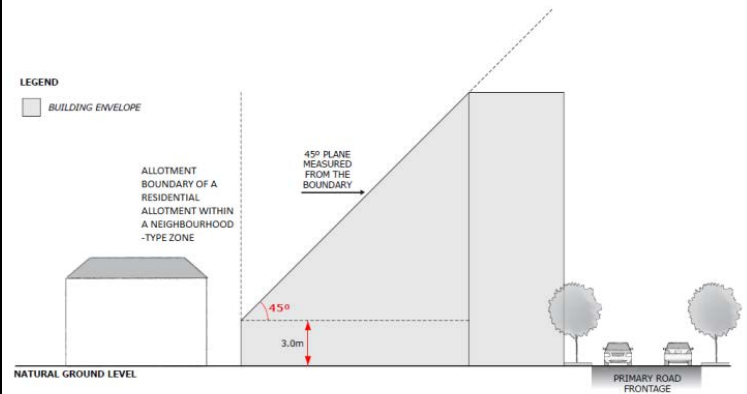 LEGEND
BUILDING ENVELOPE
ALLOTMENT
BOUNDARY OF A
RESIDENTIAL
ALLOTMENT WITHIN
A NEIGHBOURHOOD
-TYPE ZONE
45º PLANE
MEASURED
FROM THE
BOUNDARY
45º
3.0m
NATURAL GROUND LEVEL
PRIMARY ROAD
FRONTAGE